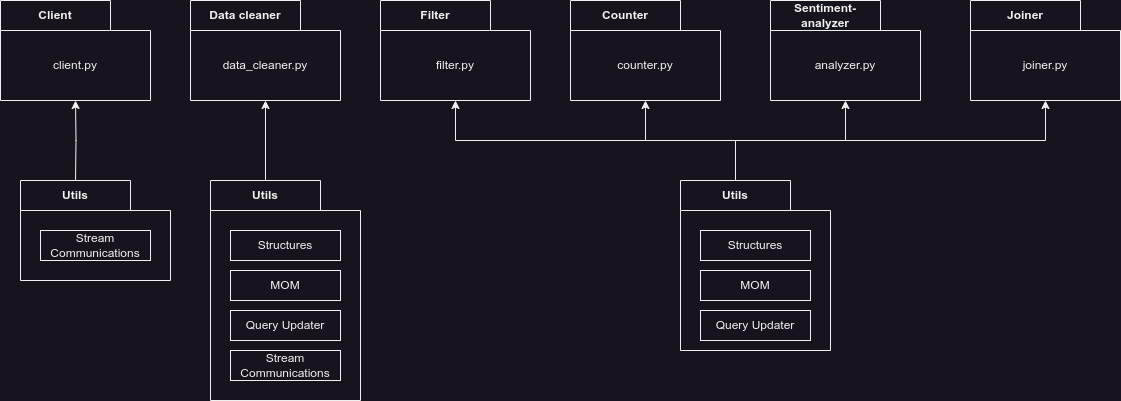 Client
Data cleaner
Filter
Counter
Sentiment-
analyzer
Joiner
client.py
data_cleaner.py
filter.py
counter.py
analyzer.py
joiner.py
Utils
Utils
Utils
Stream
Communications
Structures
MOM
Query Updater
Stream
Communications
Structures
MOM
Query Updater